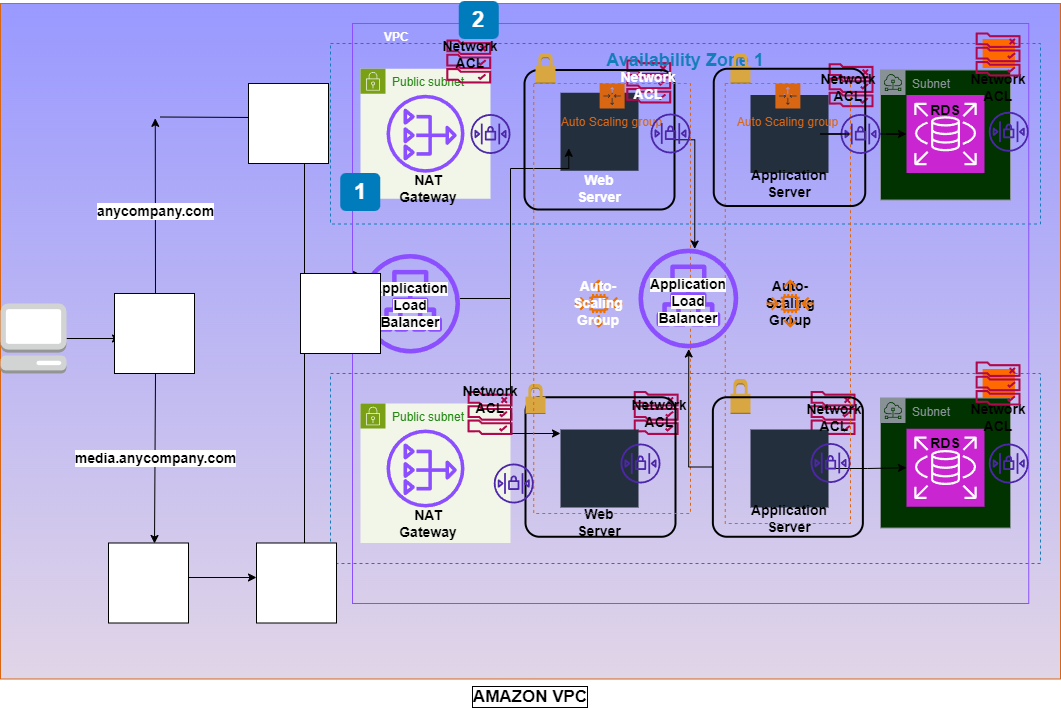 2
VPC
Network
ACL
Availability Zone 1
Public subnet
Network
ACL
Network
ACL
Subnet
Network
ACL
Auto Scaling group
Auto Scaling group
RDS
NAT
Gateway
Web
Server
Application
Server
1
anycompany.com
pplication
Load
Balancer
Auto-
Scaling
Group
Application
Load
Balancer
Auto-
Scaling
Group
Network
ACL
Public subnet
Network
ACL
Network
ACL
Subnet
Network
ACL
RDS
media.anycompany.com
NAT
Gateway
Web
Server
Application
Server
AMAZON VPC